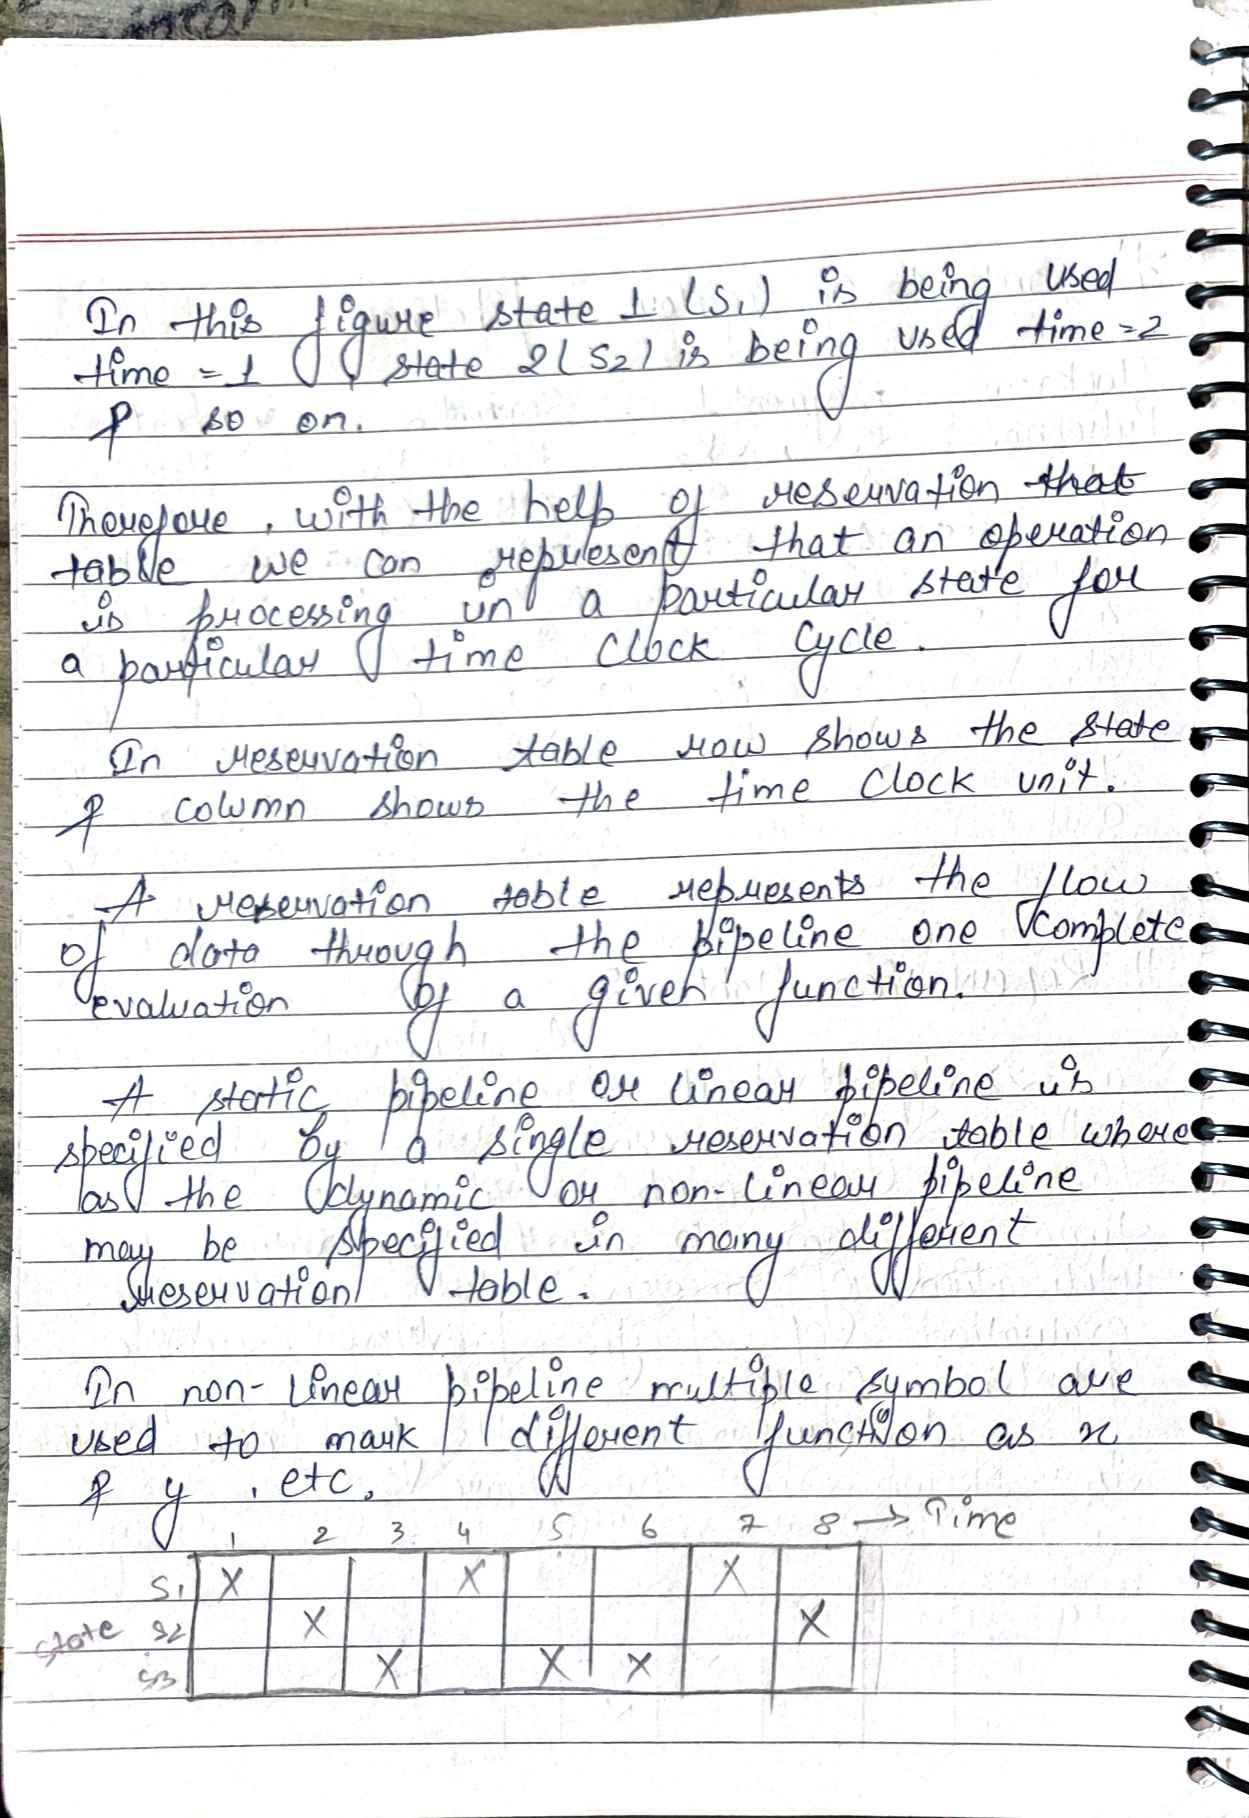 In this figure state 1 (S1) is being used
time = 1 , state 2 (S2) is being used time = 2
& so on.
Therefore, with the help of reservation that
table we can represent that an operation
is processing in a particular state for
a particular time clock cycle.
In reservation table row shows the state
& column shows the time clock unit.
A reservation table represents the flow
of data through the pipeline one complete
evaluation of a given function.
A static pipeline or linear pipeline is
specified by a single reservation table where
as the dynamic or non-linear pipeline
may be specified in many different
reservation table.
In non-linear pipeline multiple symbol are
used to mark different function as x
& y , etc.
1 2 3 4 5 6 7 8 → Time
S1 X X X
state S2 X X
S3 X X X